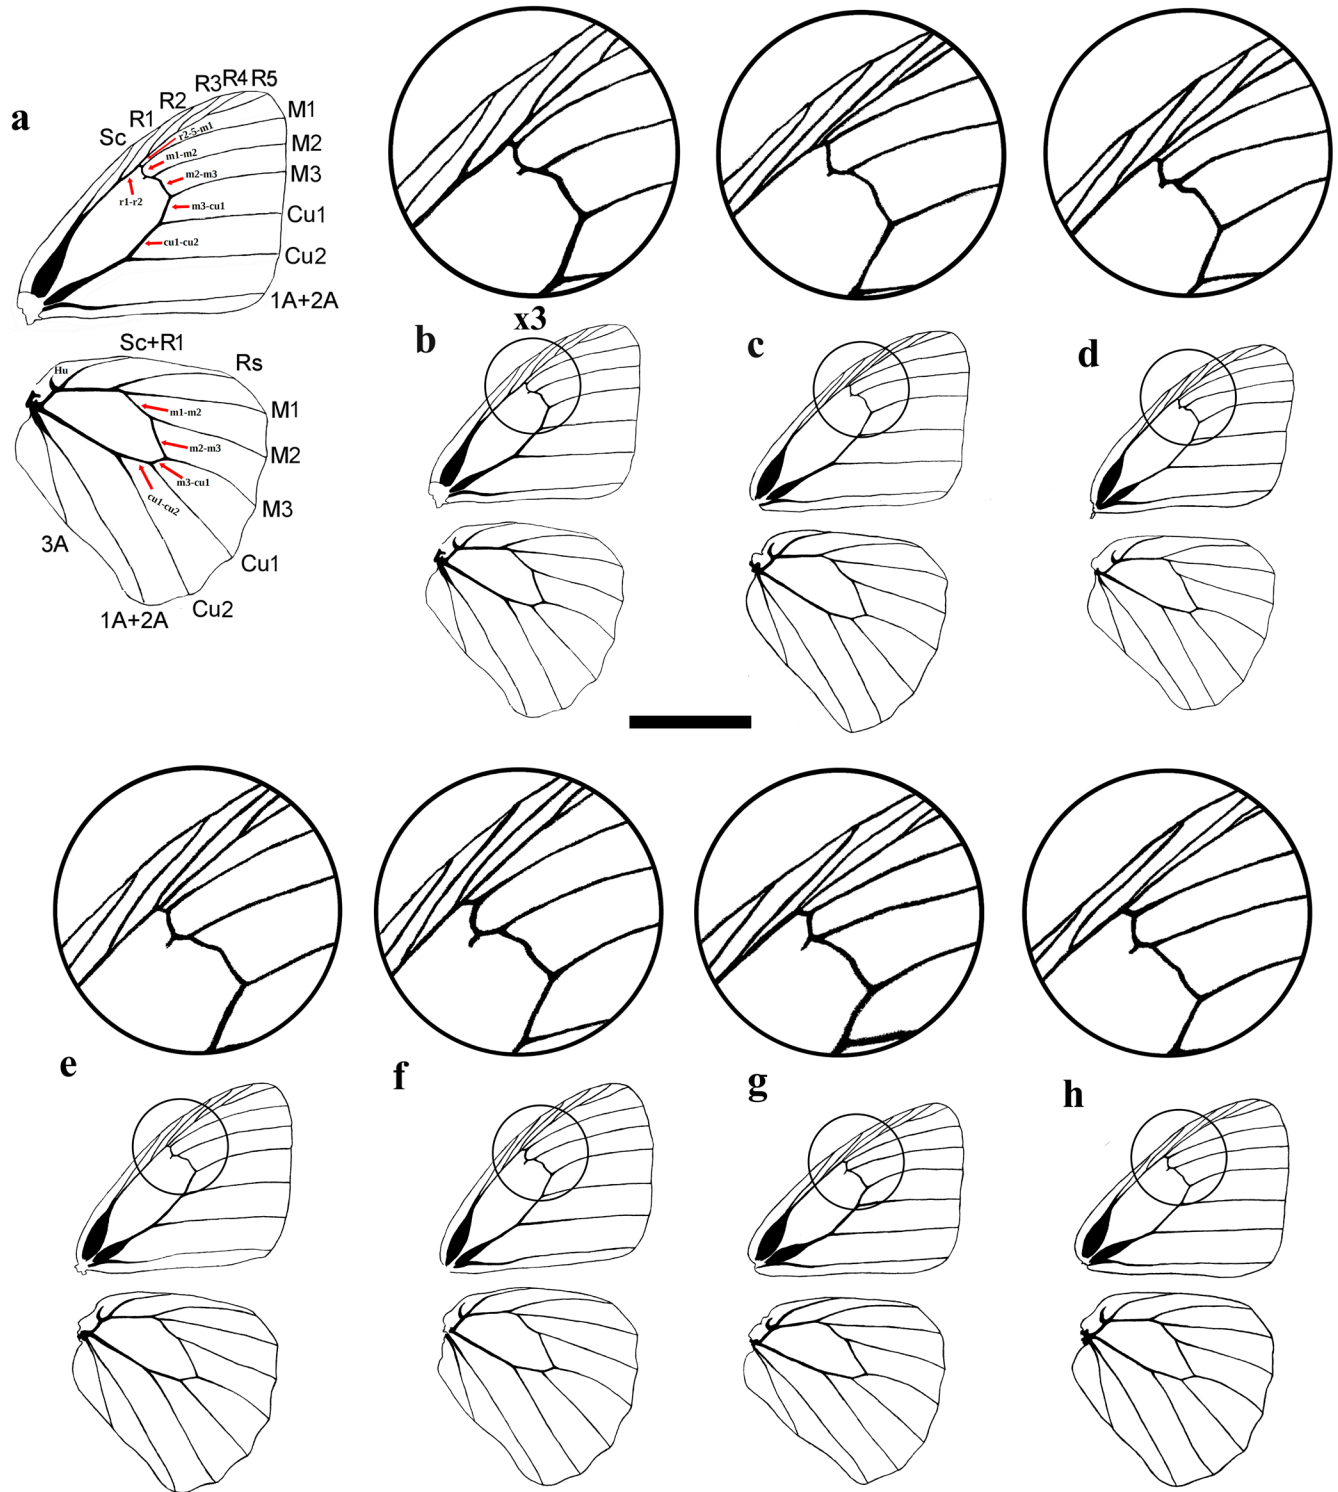 a
Sc
R1
R2
R3
R4
R5
M1
M2
M3
Cu1
Cu2
1A+2A
r2-5-m1
m1-m2
m2-m3
r1-r2
m3-cu1
cu1-cu2
Sc+R1
Rs
Hu
M1
M2
M3
Cu1
Cu2
1A+2A
3A
m1-m2
m2-m3
m3-cu1
cu1-cu2
x3
b
c
d
e
f
g
h